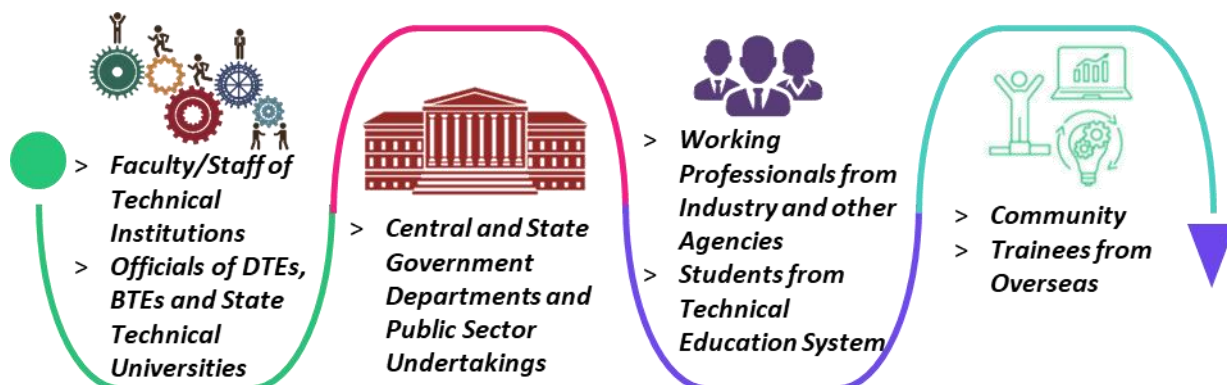 > Faculty/Staff of
Technical
Institutions
> Officials of DTEs,
BTEs and State
Technical
Universities
> Central and State
Government
Departments and
Public Sector
Undertakings
> Working
Professionals from
Industry and other
Agencies
> Students from
Technical
Education System
> Community
> Trainees from
Overseas